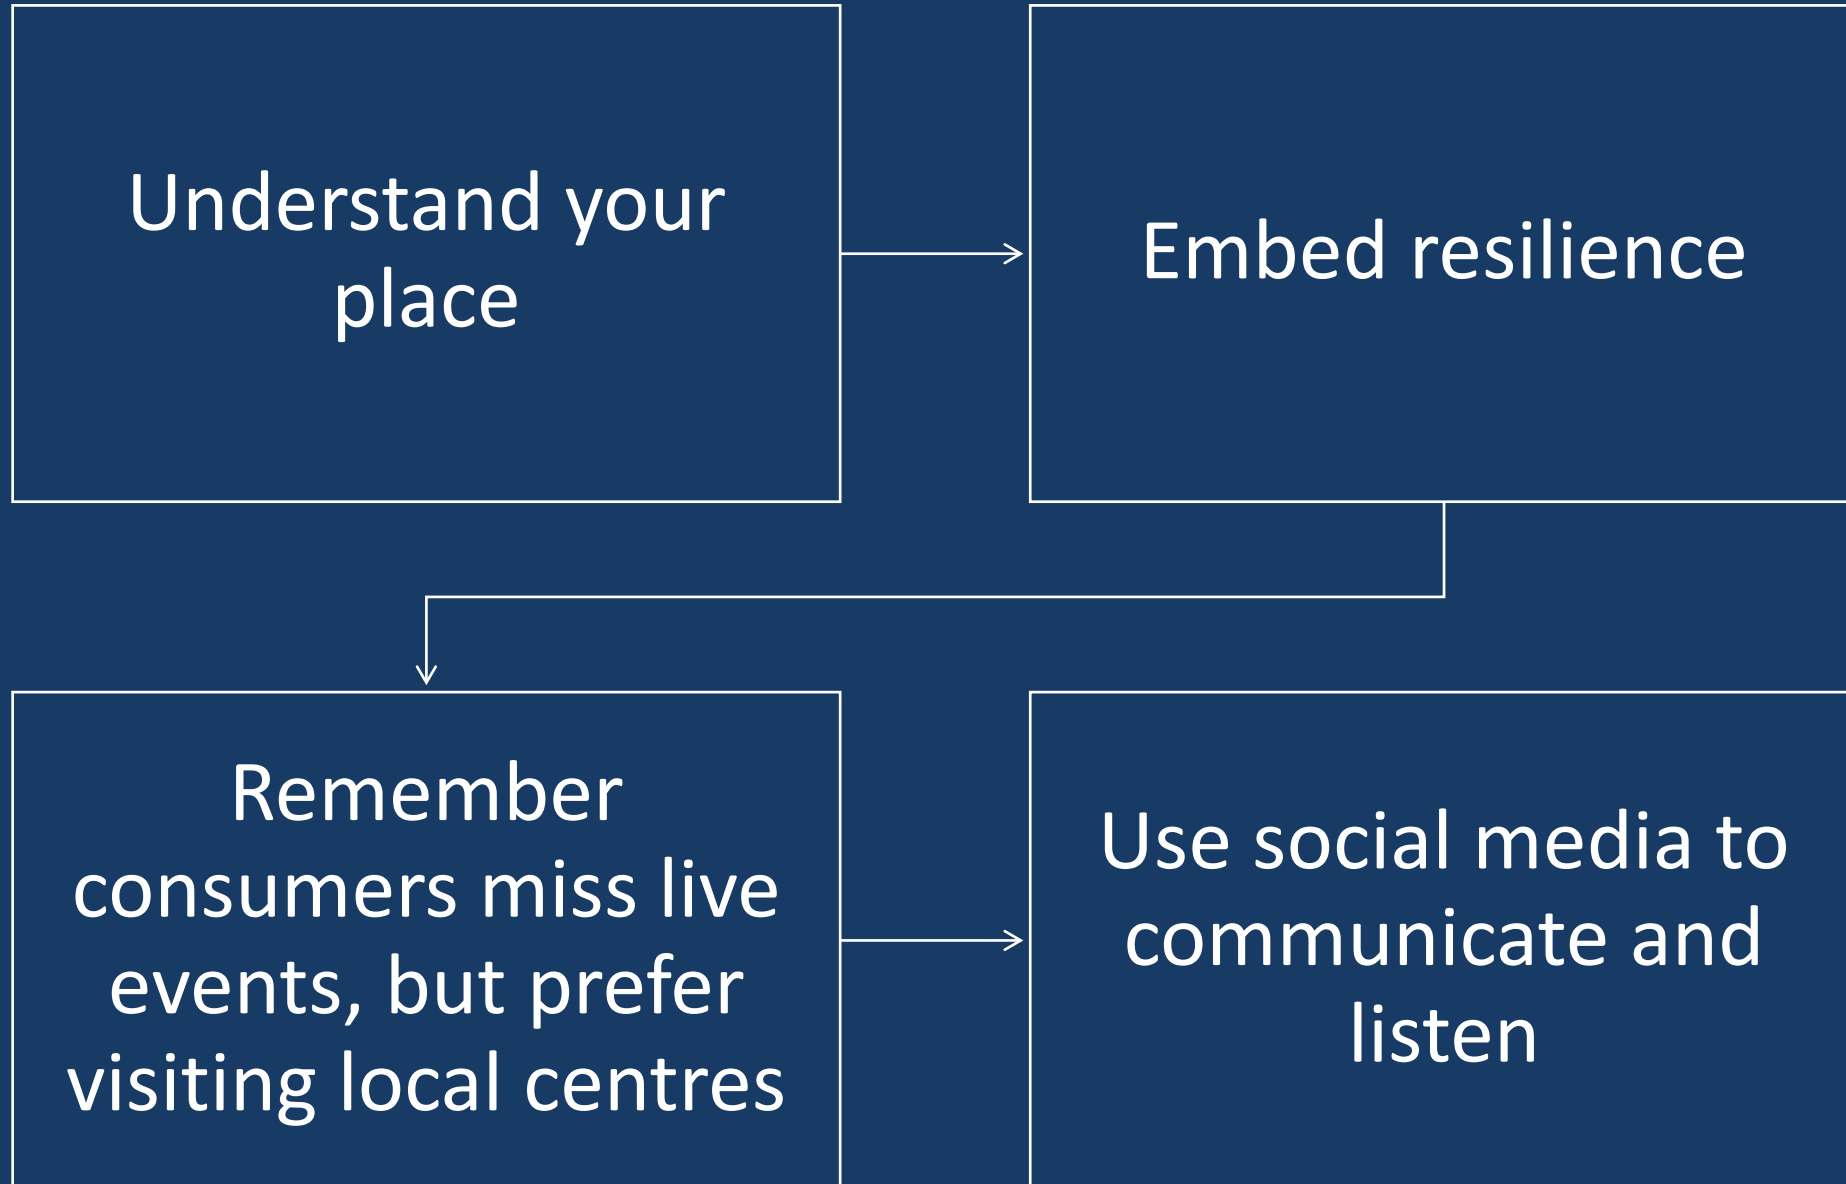 Understand your
place
Embed resilience
Remember
consumers miss live
events, but prefer
visiting local centres
Use social media to
communicate and
listen